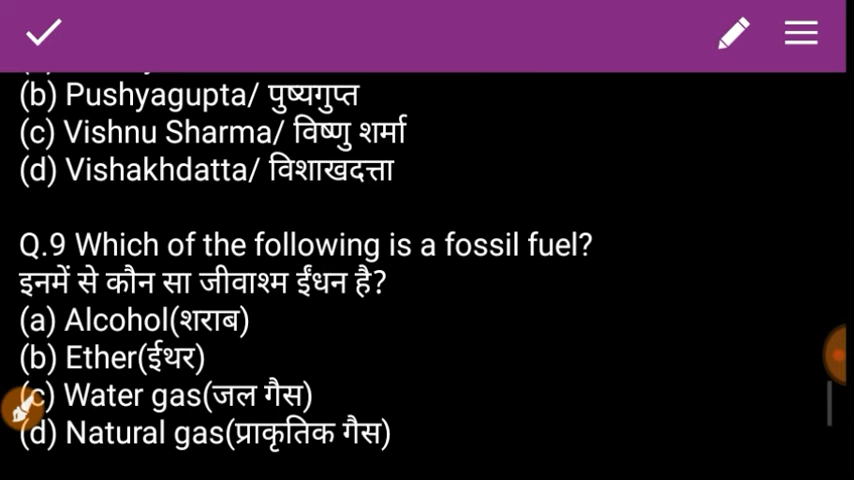 (b) Pushyagupta/ पुष्यगुप्त
(c) Vishnu Sharma/ विष्णु शर्मा
(d) Vishakhdatta/ विशाखदत्ता
Q.9 Which of the following is a fossil fuel?
इनमें से कौन सा जीवाश्म ईंधन है?
(a) Alcohol(शराब)
(b) Ether(ईथर)
(c) Water gas(जल गैस)
(d) Natural gas(प्राकृतिक गैस)